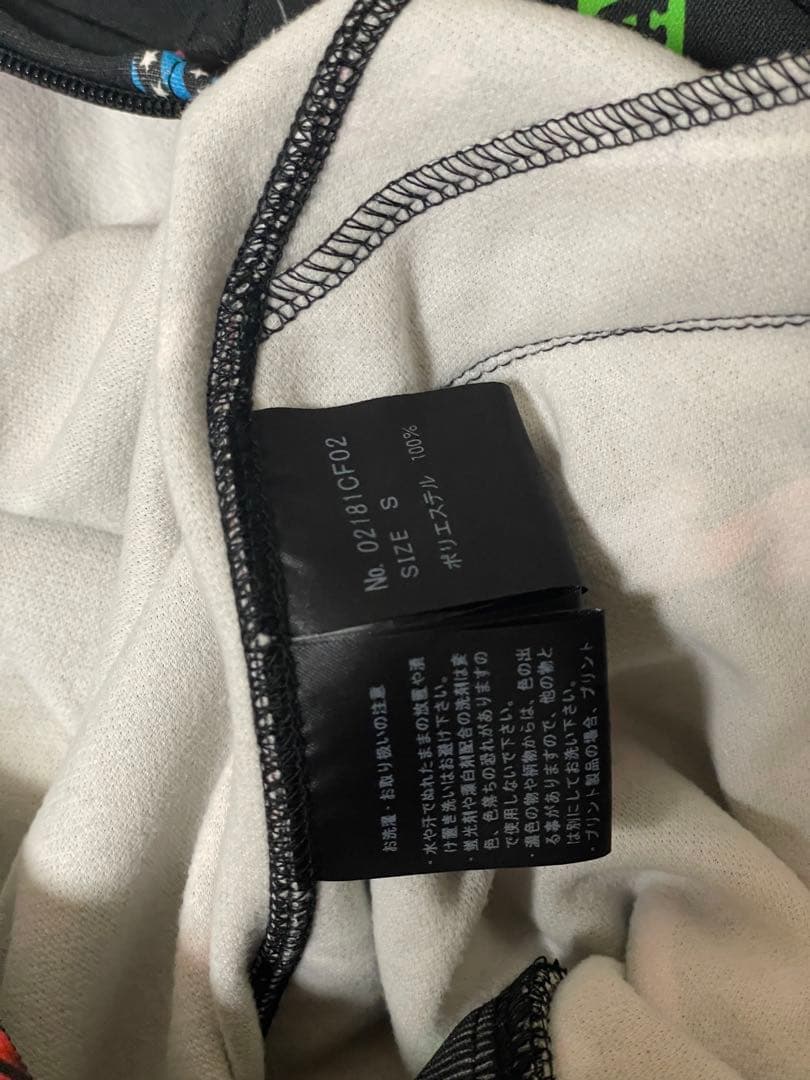 No. 02181CF02
SIZE S
ポリエステル 100%
お洗濯・お取り扱いの注意
・水や汗でぬれたままの放置や漬
け置き洗いはお避け下さい。
・蛍光剤や漂白剤配合の洗剤は変
色、色落ちの恐れがありますの
で使用しないで下さい。
・濃色の物や柄物からは、色の出
る事がありますので、他の物と
は別にしてお洗い下さい。
・プリント製品の場合、プリント